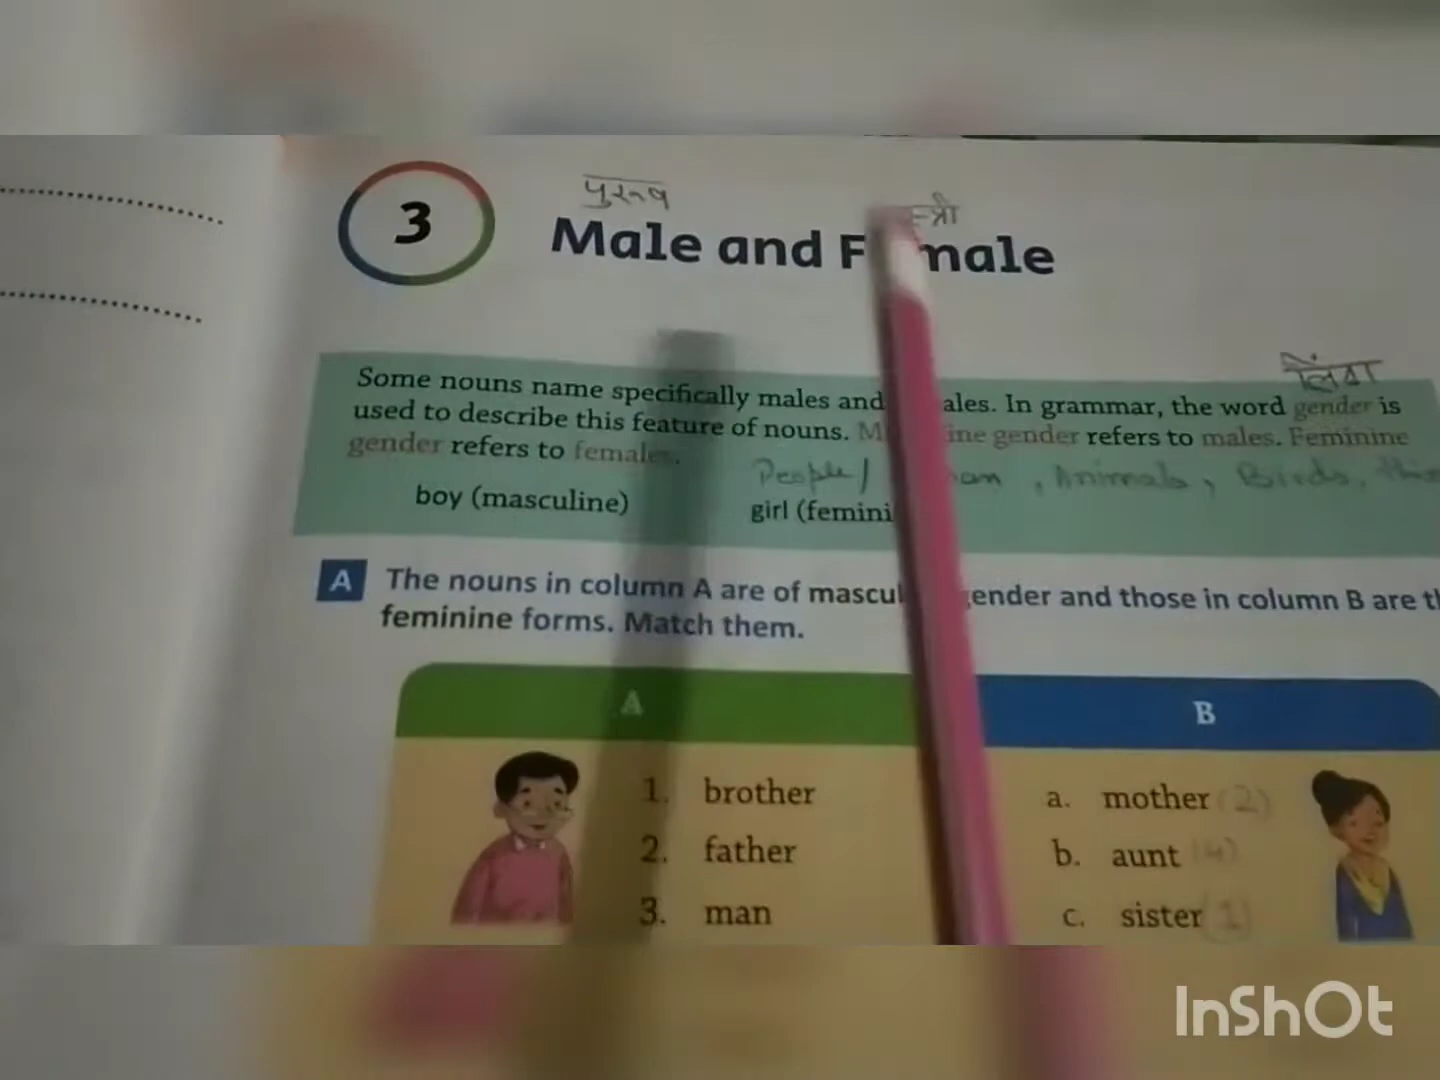 पुरुष
स्त्री
3
Male and F male
लिंग
Some nouns name specifically males and ales. In grammar, the word gender is
used to describe this feature of nouns. M ine gender refers to males. Feminine
gender refers to females.
People/ an , Animals, Birds,
boy (masculine) girl (femini
A The nouns in column A are of mascul ender and those in column B are th
feminine forms. Match them.
A B
1. brother a. mother (2)
2. father b. aunt (4)
3. man c. sister (1)
InShOt